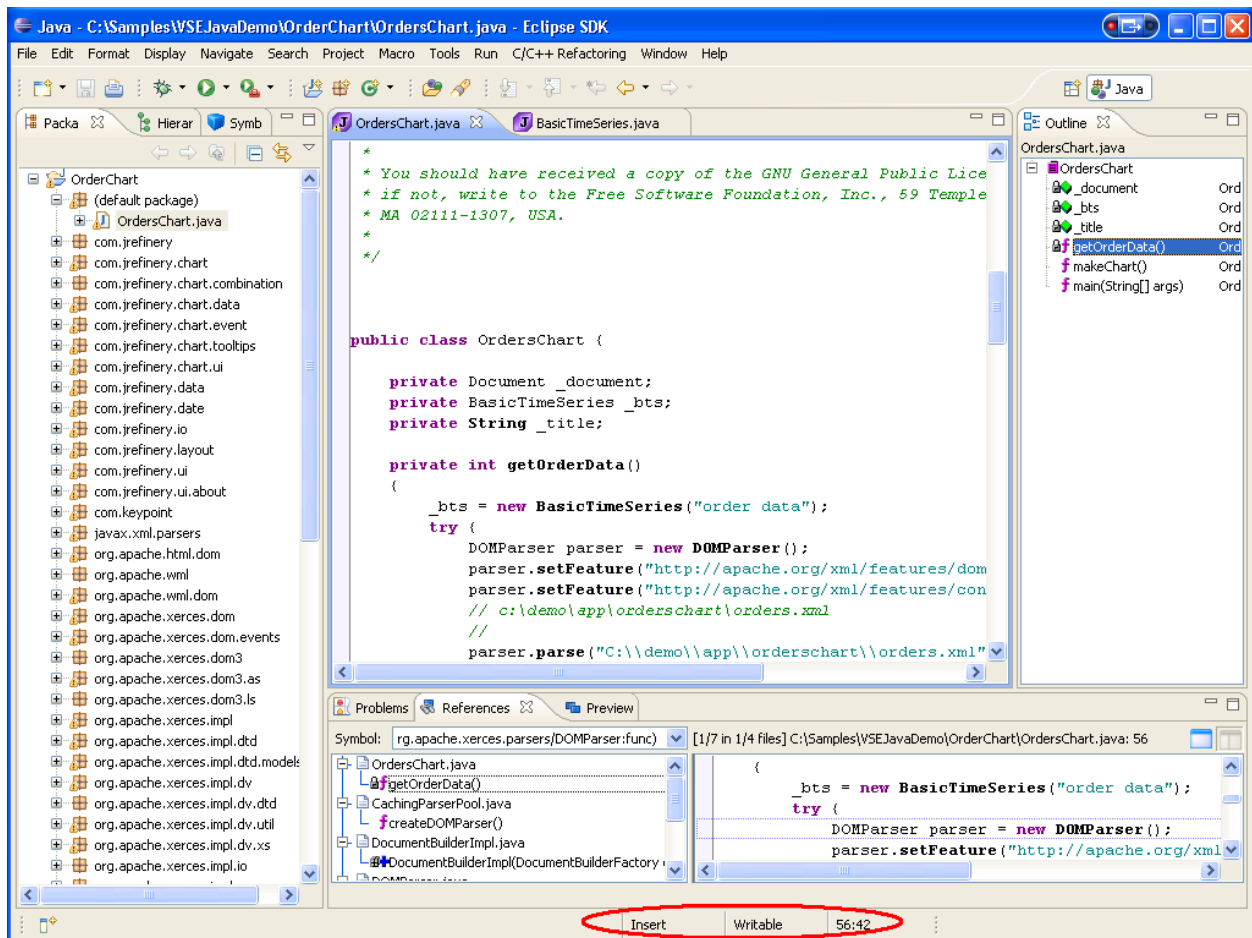 Java - C:\Samples\VSEJavaDemo\OrderChart\OrdersChart.java - Eclipse SDK
File Edit Format Display Navigate Search Project Macro Tools Run C/C++ Refactoring Window Help
Java
Packa
Hierar
Symb
OrderChart
(default package)
OrdersChart.java
com.jrefinery
com.jrefinery.chart
com.jrefinery.chart.combination
com.jrefinery.chart.data
com.jrefinery.chart.event
com.jrefinery.chart.tooltips
com.jrefinery.chart.ui
com.jrefinery.data
com.jrefinery.date
com.jrefinery.io
com.jrefinery.layout
com.jrefinery.ui
com.jrefinery.ui.about
com.keypoint
javax.xml.parsers
org.apache.html.dom
org.apache.wml
org.apache.wml.dom
org.apache.xerces.dom
org.apache.xerces.dom.events
org.apache.xerces.dom3
org.apache.xerces.dom3.as
org.apache.xerces.dom3.ls
org.apache.xerces.impl
org.apache.xerces.impl.dtd
org.apache.xerces.impl.dtd.models
org.apache.xerces.impl.dv
org.apache.xerces.impl.dv.dtd
org.apache.xerces.impl.dv.util
org.apache.xerces.impl.dv.xs
org.apache.xerces.impl.io
OrdersChart.java
BasicTimeSeries.java
*
* You should have received a copy of the GNU General Public Lice
* if not, write to the Free Software Foundation, Inc., 59 Temple
* MA 02111-1307, USA.
*
*/
public class OrdersChart {
private Document _document;
private BasicTimeSeries _bts;
private String _title;
private int getOrderData()
{
_bts = new BasicTimeSeries("order data");
try {
DOMParser parser = new DOMParser();
parser.setFeature("http://apache.org/xml/features/dom
parser.setFeature("http://apache.org/xml/features/con
// c:\demo\app\orderschart\orders.xml
//
parser.parse("C:\\demo\\app\\orderschart\\orders.xml"
Outline
OrdersChart.java
OrdersChart
_document Ord
_bts Ord
_title Ord
getOrderData() Ord
makeChart() Ord
main(String[] args) Ord
Problems
References
Preview
Symbol: rg.apache.xerces.parsers/DOMParser:func)
[1/7 in 1/4 files] C:\Samples\VSEJavaDemo\OrderChart\OrdersChart.java: 56
OrdersChart.java
getOrderData()
CachingParserPool.java
createDOMParser()
DocumentBuilderImpl.java
DocumentBuilderImpl(DocumentBuilderFactory
{
_bts = new BasicTimeSeries("order data");
try {
DOMParser parser = new DOMParser();
parser.setFeature("http://apache.org/xml
Insert Writable 56:42